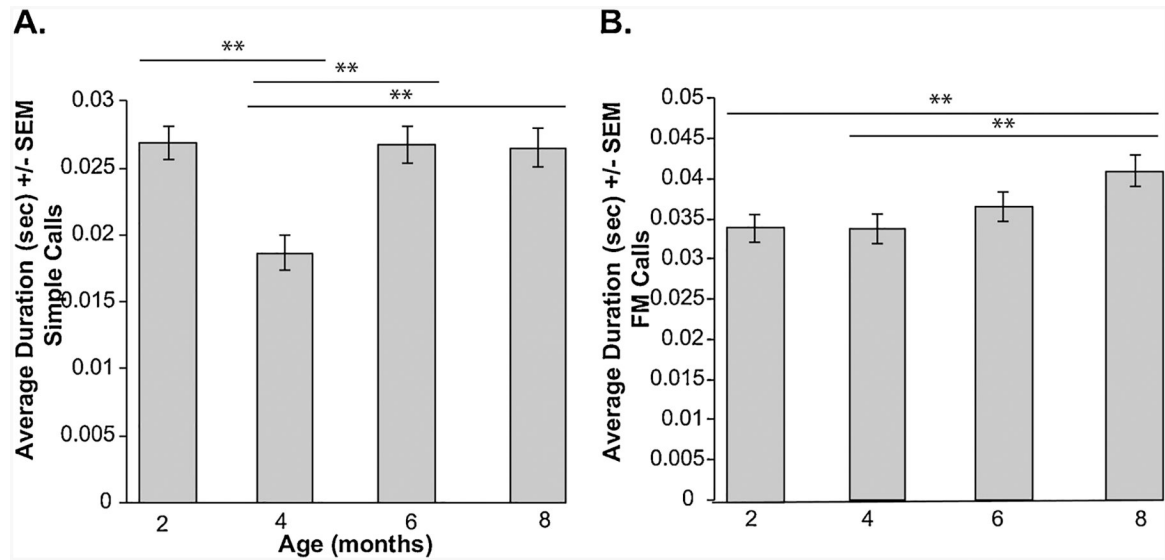 A.
**
**
**
Average Duration (sec) +/- SEM
Simple Calls
0.03
0.025
0.02
0.015
0.01
0.005
0
2 4 6 8
Age (months)
B.
**
**
Average Duration (sec) +/- SEM
FM Calls
0.05
0.045
0.04
0.035
0.03
0.025
0.02
0.015
0.01
0.005
0
2 4 6 8